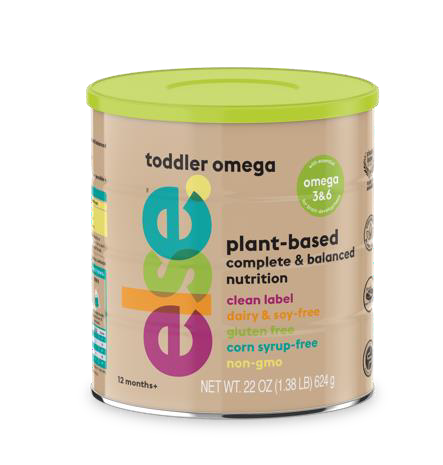 toddler omega
with essential
omega
3&6
for brain development
else.
plant-based
complete & balanced
nutrition
clean label
dairy & soy-free
gluten free
corn syrup-free
non-gmo
12 months+
NET WT. 22 OZ (1.38 LB) 624 g